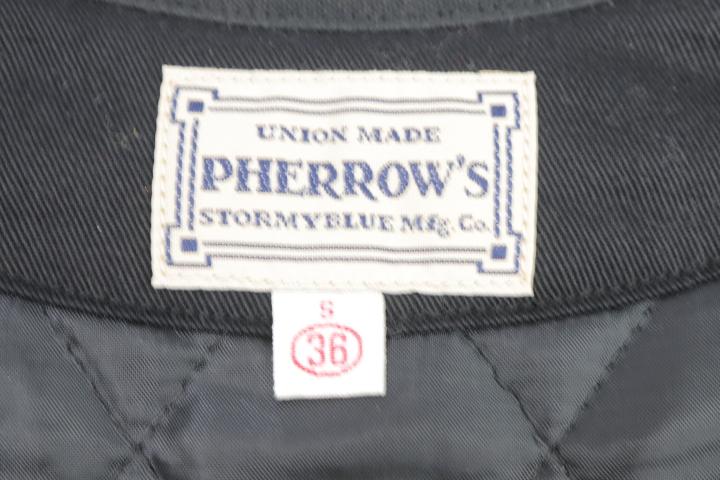 UNION MADE
PHERROW'S
STORMYBLUE Mfg. Co.
S
36